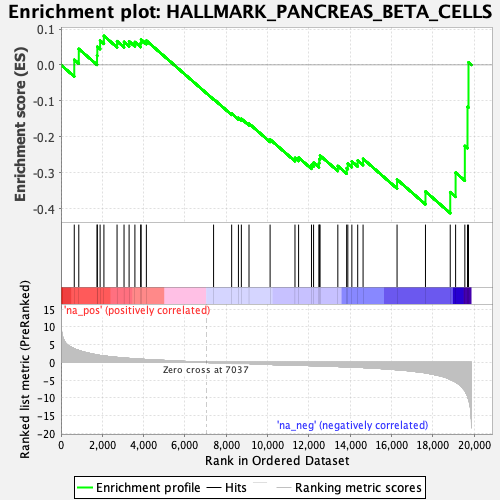 Enrichment plot: HALLMARK_PANCREAS_BETA_CELLS
Enrichment score (ES)
0.1
0.0
-0.1
-0.2
-0.3
-0.4
'na_pos' (positively correlated)
Ranked list metric (PreRanked)
15
10
5
0
-5
-10
-15
-20
Zero cross at 7037
'na_neg' (negatively correlated)
0
2,000
4,000
6,000
8,000
10,000
12,000
14,000
16,000
18,000
20,000
Rank in Ordered Dataset
Enrichment profile
Hits
Ranking metric scores